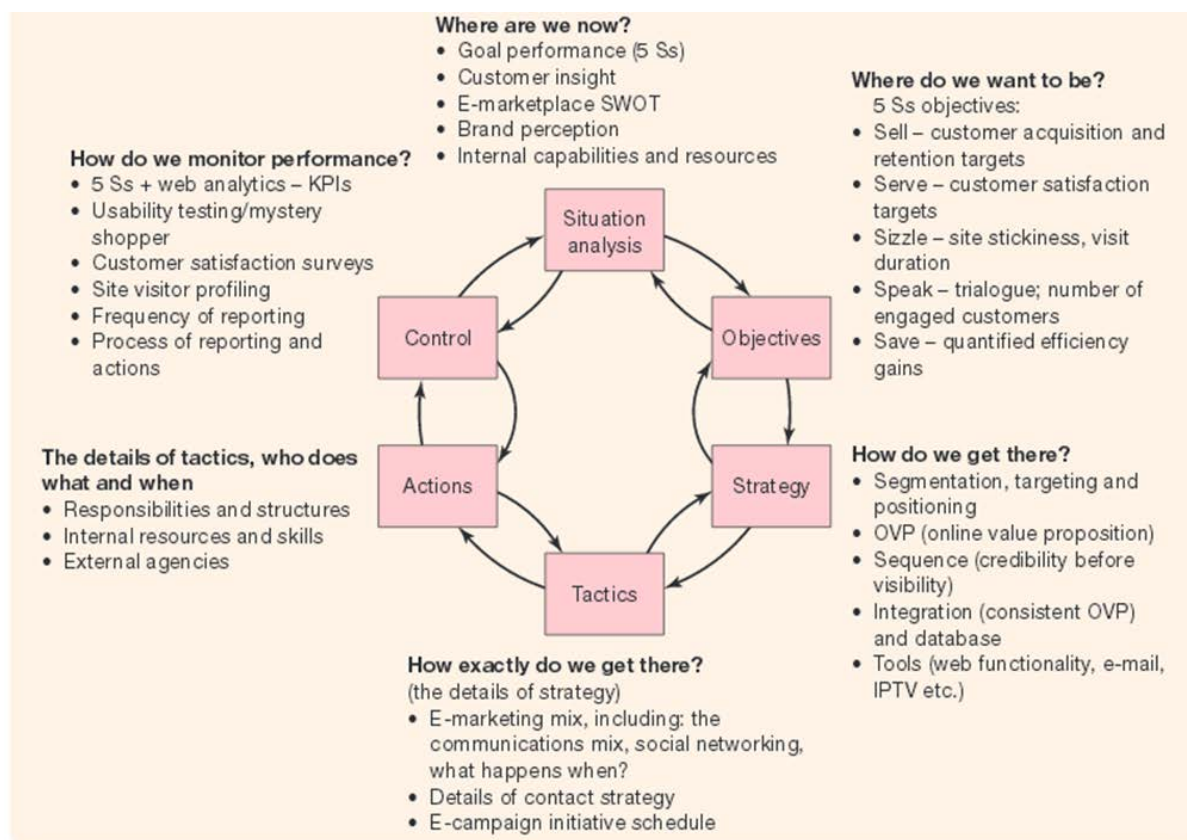 Where are we now?
• Goal performance (5 Ss)
• Customer insight
• E-marketplace SWOT
• Brand perception
• Internal capabilities and resources
Where do we want to be?
5 Ss objectives:
• Sell – customer acquisition and
retention targets
• Serve – customer satisfaction
targets
• Sizzle – site stickiness, visit
duration
• Speak – trialogue; number of
engaged customers
• Save – quantified efficiency
gains
How do we monitor performance?
• 5 Ss + web analytics – KPIs
• Usability testing/mystery
shopper
• Customer satisfaction surveys
• Site visitor profiling
• Frequency of reporting
• Process of reporting and
actions
Situation
analysis
Control
Objectives
Actions
Strategy
Tactics
The details of tactics, who does
what and when
• Responsibilities and structures
• Internal resources and skills
• External agencies
How do we get there?
• Segmentation, targeting and
positioning
• OVP (online value proposition)
• Sequence (credibility before
visibility)
• Integration (consistent OVP)
and database
• Tools (web functionality, e-mail,
IPTV etc.)
How exactly do we get there?
(the details of strategy)
• E-marketing mix, including: the
communications mix, social networking,
what happens when?
• Details of contact strategy
• E-campaign initiative schedule